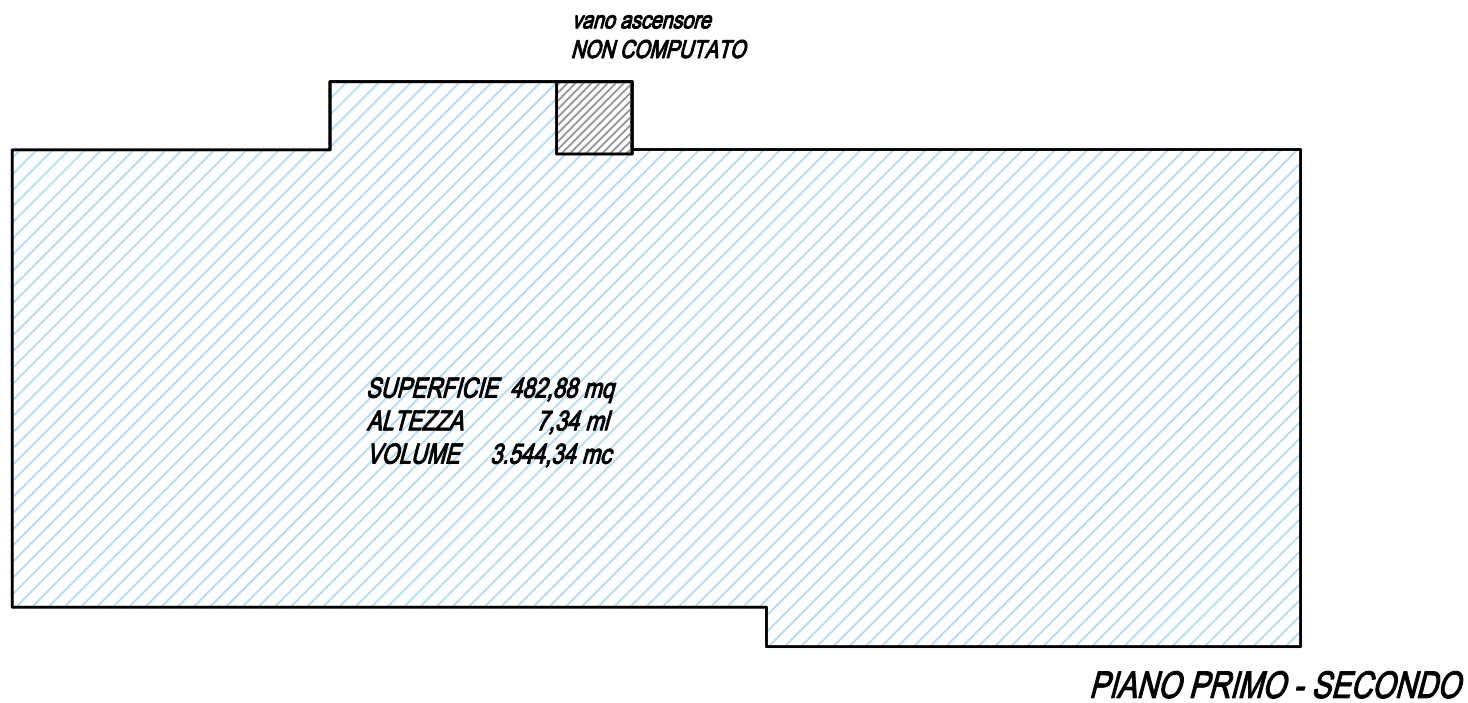 vano ascensore
NON COMPUTATO
SUPERFICIE 482,88 mq
ALTEZZA 7,34 ml
VOLUME 3.544,34 mc
PIANO PRIMO - SECONDO